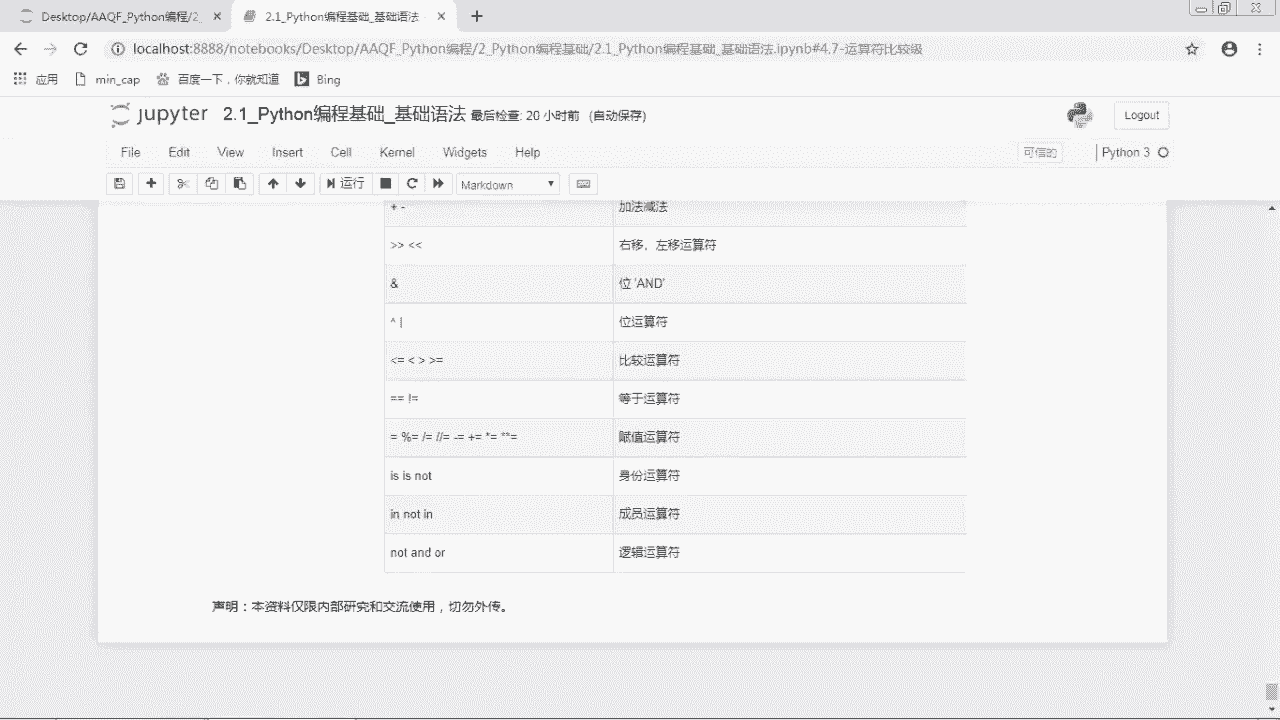 Desktop/AAQF_Python编程/2_
2.1_Python编程基础_基础语法
localhost:8888/notebooks/Desktop/AAQF_Python编程/2_Python编程基础/2.1_Python编程基础_基础语法.ipynb#4.7-运算符比较级
应用 min_cap 百度一下，你就知道 Bing
jupyter 2.1_Python编程基础_基础语法 最后检查: 20 小时前 (自动保存)
Logout
File Edit View Insert Cell Kernel Widgets Help
可信的 Python 3
运行 Markdown
+ - 加法减法
>> << 右移，左移运算符
& 位 'AND'
^ | 位运算符
<= < > >= 比较运算符
== != 等于运算符
= %= /= //= -= += *= **= 赋值运算符
is is not 身份运算符
in not in 成员运算符
not and or 逻辑运算符
声明：本资料仅限内部研究和交流使用，切勿外传。